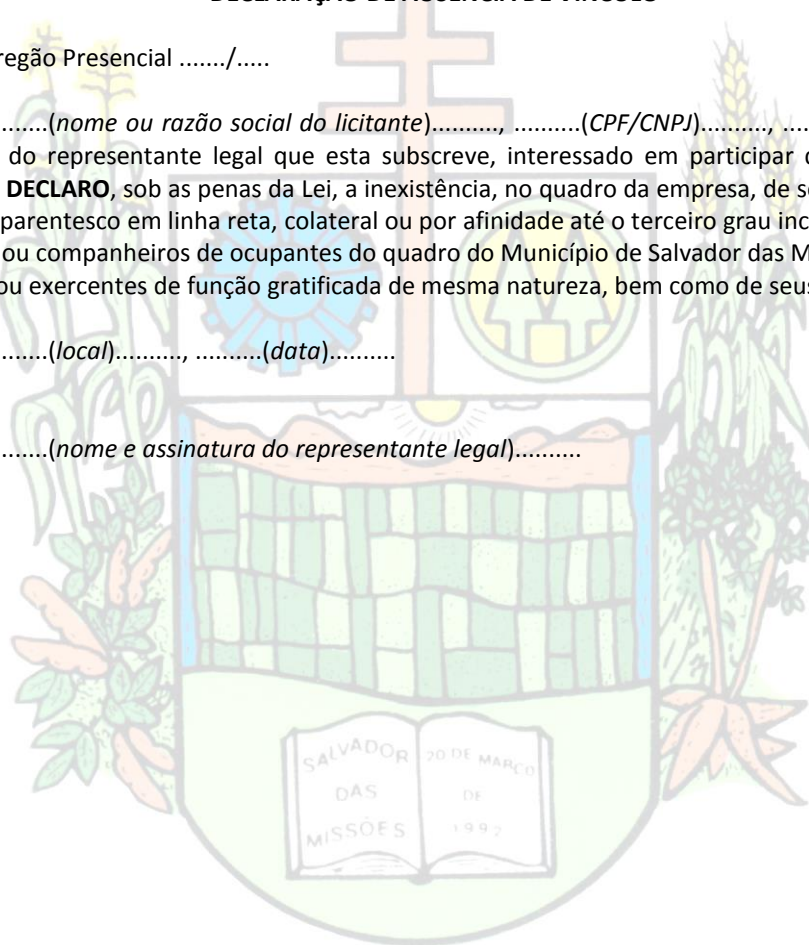 regão Presencial ......./.....
.......(nome ou razão social do licitante).........., ..........(CPF/CNPJ).........., ..
do representante legal que esta subscreve, interessado em participar
DECLARO, sob as penas da Lei, a inexistência, no quadro da empresa, de
parentesco em linha reta, colateral ou por afinidade até o terceiro grau
ou companheiros de ocupantes do quadro do Município de Salvador das
ou exercentes de função gratificada de mesma natureza, bem como de seus
.......(local).........., ..........(data)..........
.......(nome e assinatura do representante legal)..........
SALVADOR
DAS
MISSÕES
20 DE MARÇO
DE
1992